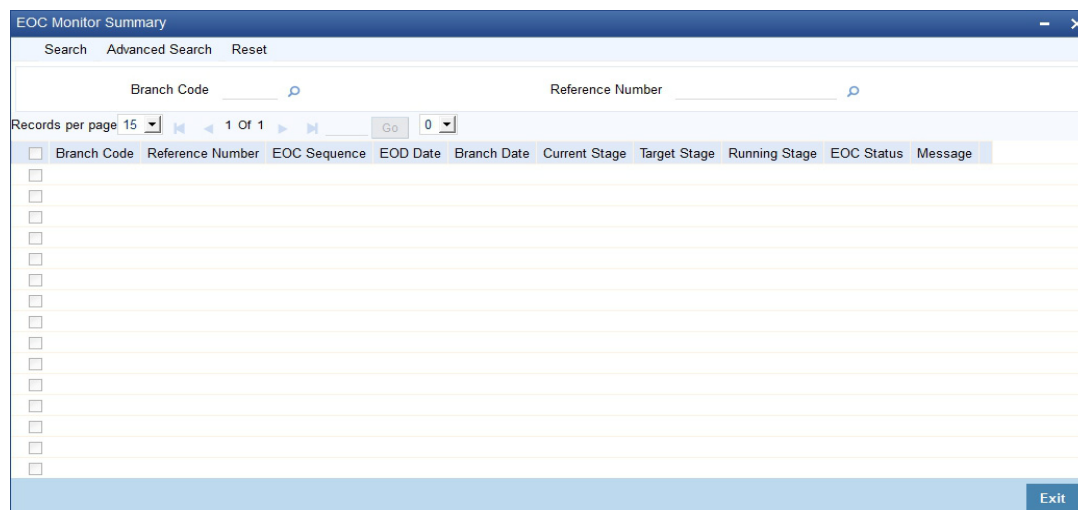 EOC Monitor Summary
Search Advanced Search Reset
Branch Code Reference Number
Records per page 15 1 Of 1 Go 0
Branch Code Reference Number EOC Sequence EOD Date Branch Date Current Stage Target Stage Running Stage EOC Status Message
Exit